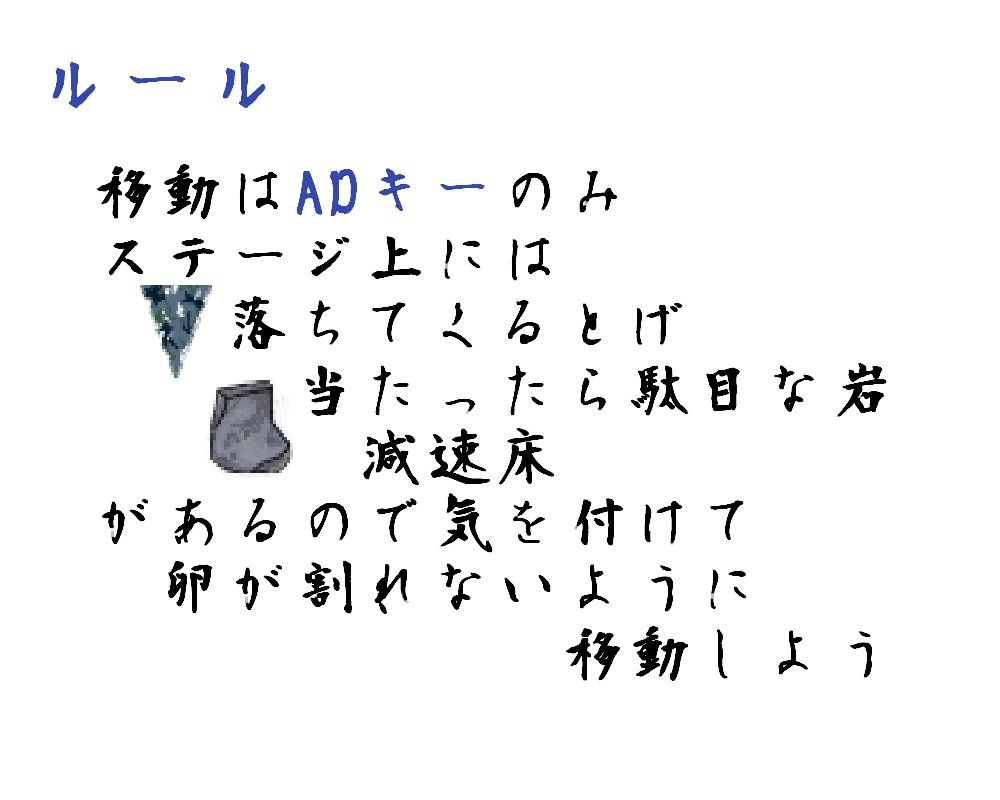 ルール
移動はADキーのみ
ステージ上には
落ちてくるとげ
当たったら駄目な岩
減速床
があるので気を付けて
卵が割れないように
移動しよう